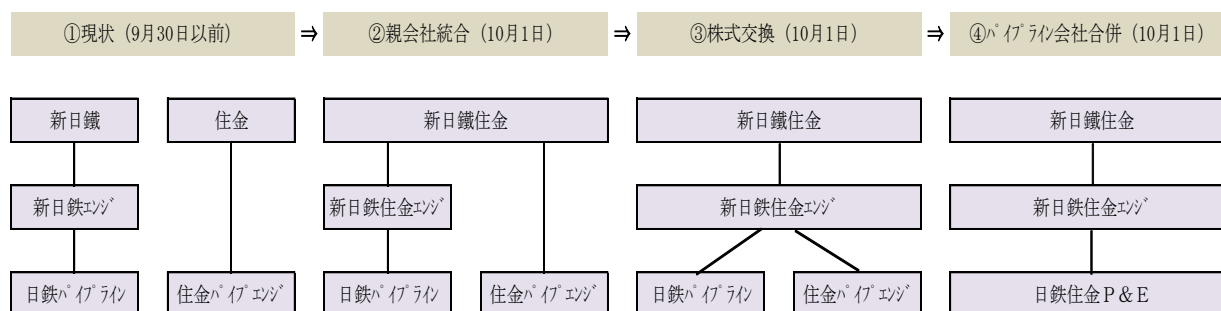 ①現状（9月30日以前） ⇒ ②親会社統合（10月1日） ⇒ ③株式交換（10月1日） ⇒ ④ﾊﾟｲﾌﾟﾗｲﾝ会社合併（10月1日）
新日鐵 住金 新日鐵住金 新日鐵住金 新日鐵住金
新日鉄ｴﾝｼﾞ 新日鉄住金ｴﾝｼﾞ 新日鉄住金ｴﾝｼﾞ 新日鉄住金ｴﾝｼﾞ
日鉄ﾊﾟｲﾌﾟﾗｲﾝ 住金ﾊﾟｲﾌﾟｴﾝｼﾞ 日鉄ﾊﾟｲﾌﾟﾗｲﾝ 住金ﾊﾟｲﾌﾟｴﾝｼﾞ 日鉄ﾊﾟｲﾌﾟﾗｲﾝ 住金ﾊﾟｲﾌﾟｴﾝｼﾞ 日鉄住金Ｐ＆Ｅ